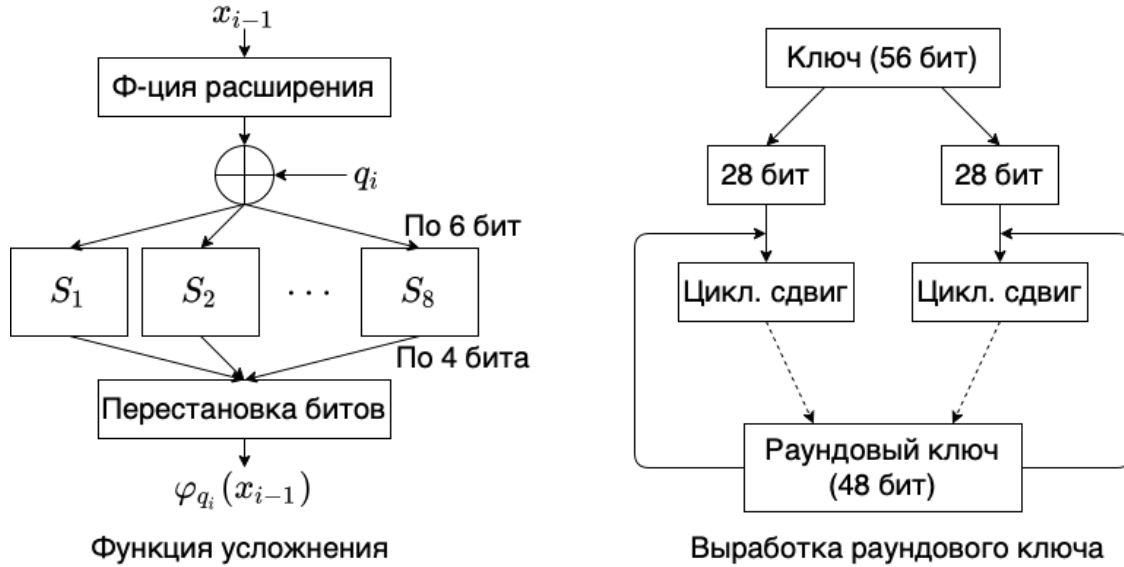 x_{i-1}
Ф-ция расширения
q_i
По 6 бит
S_1
S_2
...
S_8
По 4 бита
Перестановка битов
φ_{q_i}(x_{i-1})
Функция усложнения
Ключ (56 бит)
28 бит
28 бит
Цикл. сдвиг
Цикл. сдвиг
Раундовый ключ
(48 бит)
Выработка раундового ключа